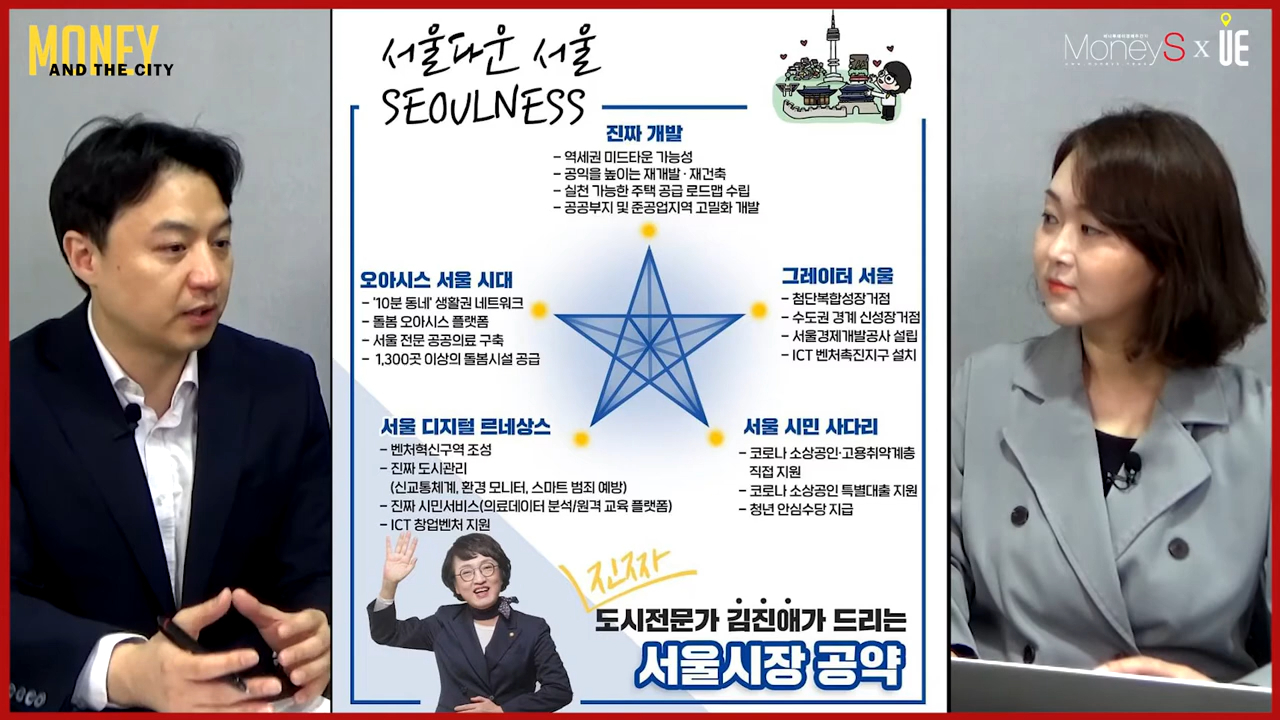 MONEY
AND THE CITY
MoneyS x UE
서울다운 서울
SEOULNESS
진짜 개발
- 역세권 미드타운 가능성
- 공익을 높이는 재개발·재건축
- 실천 가능한 주택 공급 로드맵 수립
- 공공부지 및 준공업지역 고밀화 개발
오아시스 서울 시대
- '10분 동네' 생활권 네트워크
- 돌봄 오아시스 플랫폼
- 서울 전문 공공의료 구축
- 1,300곳 이상의 돌봄시설 공급
그레이터 서울
- 첨단복합성장거점
- 수도권 경계 신성장거점
- 서울경제개발공사 설립
- ICT 벤처촉진지구 설치
서울 디지털 르네상스
- 벤처혁신구역 조성
- 진짜 도시관리
(신교통체계, 환경 모니터, 스마트 범죄 예방)
- 진짜 시민서비스(의료데이터 분석/원격 교육 플랫폼)
- ICT 창업벤처 지원
서울 시민 사다리
- 코로나 소상공인·고용취약계층
직접 지원
- 코로나 소상공인 특별대출 지원
- 청년 안심수당 지급
진짜
도시전문가 김진애가 드리는
서울시장 공약